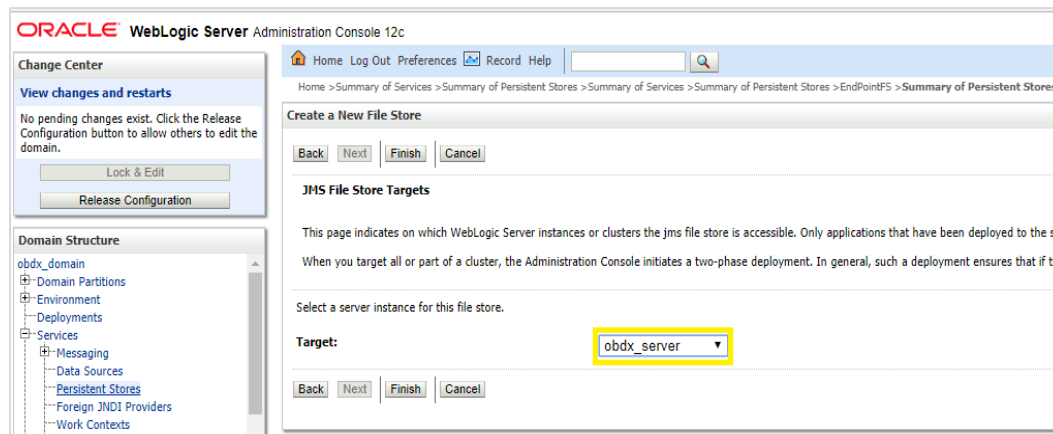 ORACLE WebLogic Server Administration Console 12c
Change Center
View changes and restarts
No pending changes exist. Click the Release
Configuration button to allow others to edit the
domain.
Lock & Edit
Release Configuration
Domain Structure
obdx_domain
Domain Partitions
Environment
Deployments
Services
Messaging
Data Sources
Persistent Stores
Foreign JNDI Providers
Work Contexts
Home Log Out Preferences Record Help
Home >Summary of Services >Summary of Persistent Stores >Summary of Services >Summary of Persistent Stores >EndPointFS >Summary of Persistent Stores
Create a New File Store
Back Next Finish Cancel
JMS File Store Targets
This page indicates on which WebLogic Server instances or clusters the jms file store is accessible. Only applications that have been deployed to the s
When you target all or part of a cluster, the Administration Console initiates a two-phase deployment. In general, such a deployment ensures that if t
Select a server instance for this file store.
Target: obdx_server
Back Next Finish Cancel